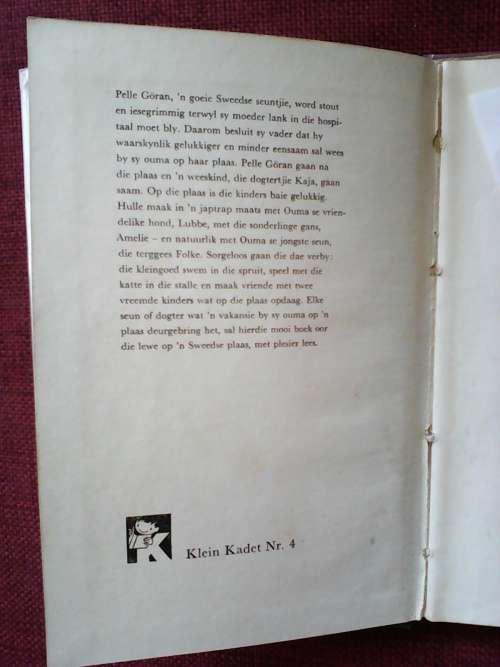 Pelle Göran, 'n goeie Sweedse seuntjie, word stout
en iesegrimmig terwyl sy moeder lank in die hospi-
taal moet bly. Daarom besluit sy vader dat hy
waarskynlik gelukkiger en minder eensaam sal wees
by sy ouma op haar plaas. Pelle Göran gaan na
die plaas en 'n weeskind, die dogtertjie Kaja, gaan
saam. Op die plaas is die kinders baie gelukkig.
Hulle maak in 'n japtrap maats met Ouma se vrien-
delike hond, Lubbe, met die sonderlinge gans,
Amelie – en natuurlik met Ouma se jongste seun,
die terggees Folke. Sorgeloos gaan die dae verby:
die kleingoed swem in die spruit, speel met die
katte in die stalle en maak vriende met twee
vreemde kinders wat op die plaas opdaag. Elke
seun of dogter wat 'n vakansie by sy ouma op 'n
plaas deurgebring het, sal hierdie mooi boek oor
die lewe op 'n Sweedse plaas, met plesier lees.
K
Klein Kadet Nr. 4